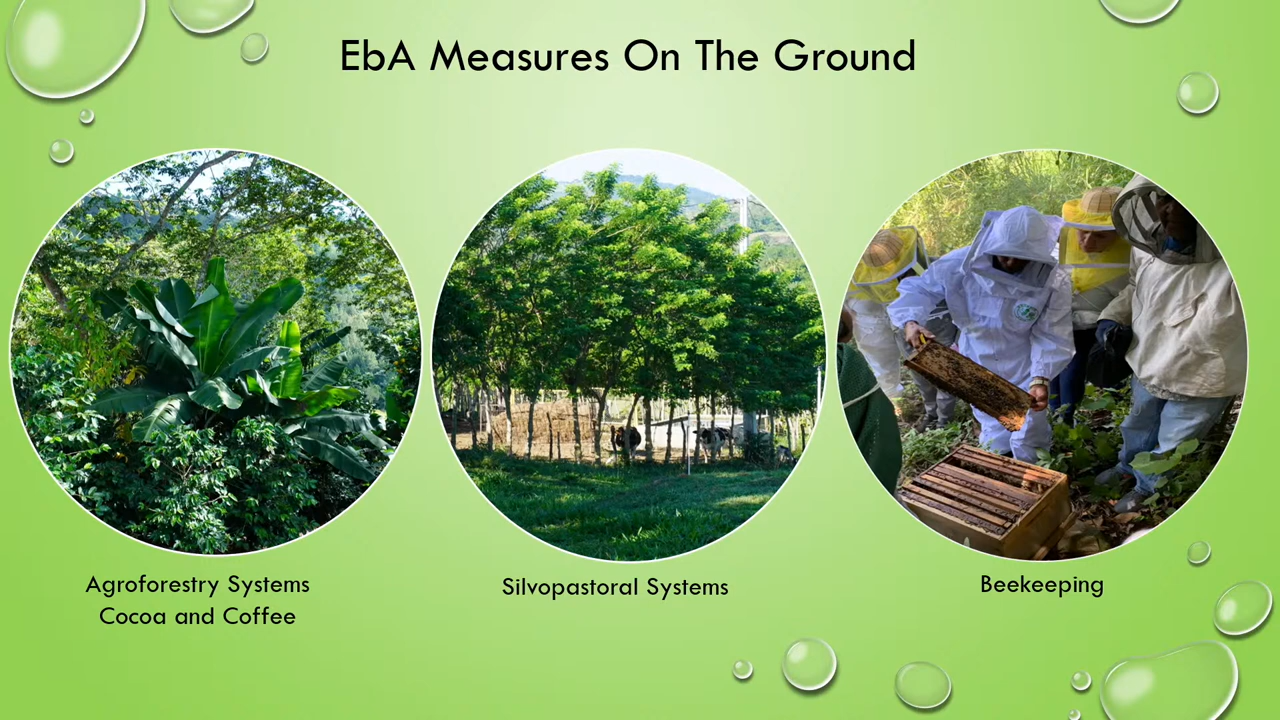 EbA Measures On The Ground
Agroforestry Systems
Cocoa and Coffee
Silvopastoral Systems
Beekeeping